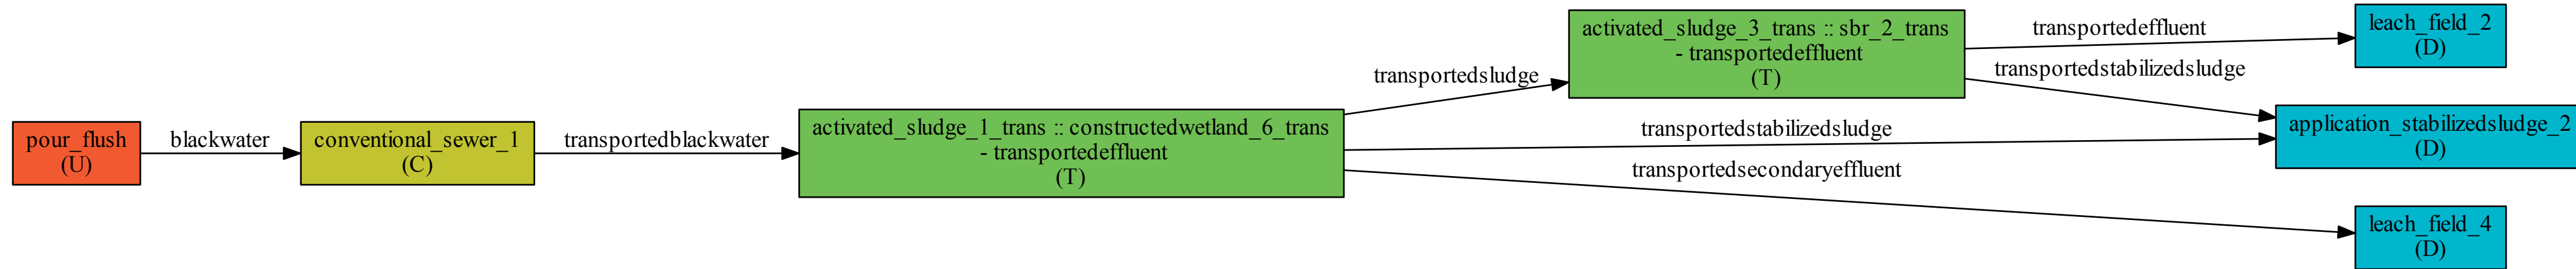 pour_flush
(U)
blackwater
conventional_sewer_1
(C)
transportedblackwater
activated_sludge_1_trans :: constructedwetland_6_trans
- transportedeffluent
(T)
transportedsludge
transportedstabilizedsludge
transportedsecondaryeffluent
activated_sludge_3_trans :: sbr_2_trans
- transportedeffluent
(T)
transportedeffluent
transportedstabilizedsludge
leach_field_2
(D)
application_stabilizedsludge_2
(D)
leach_field_4
(D)